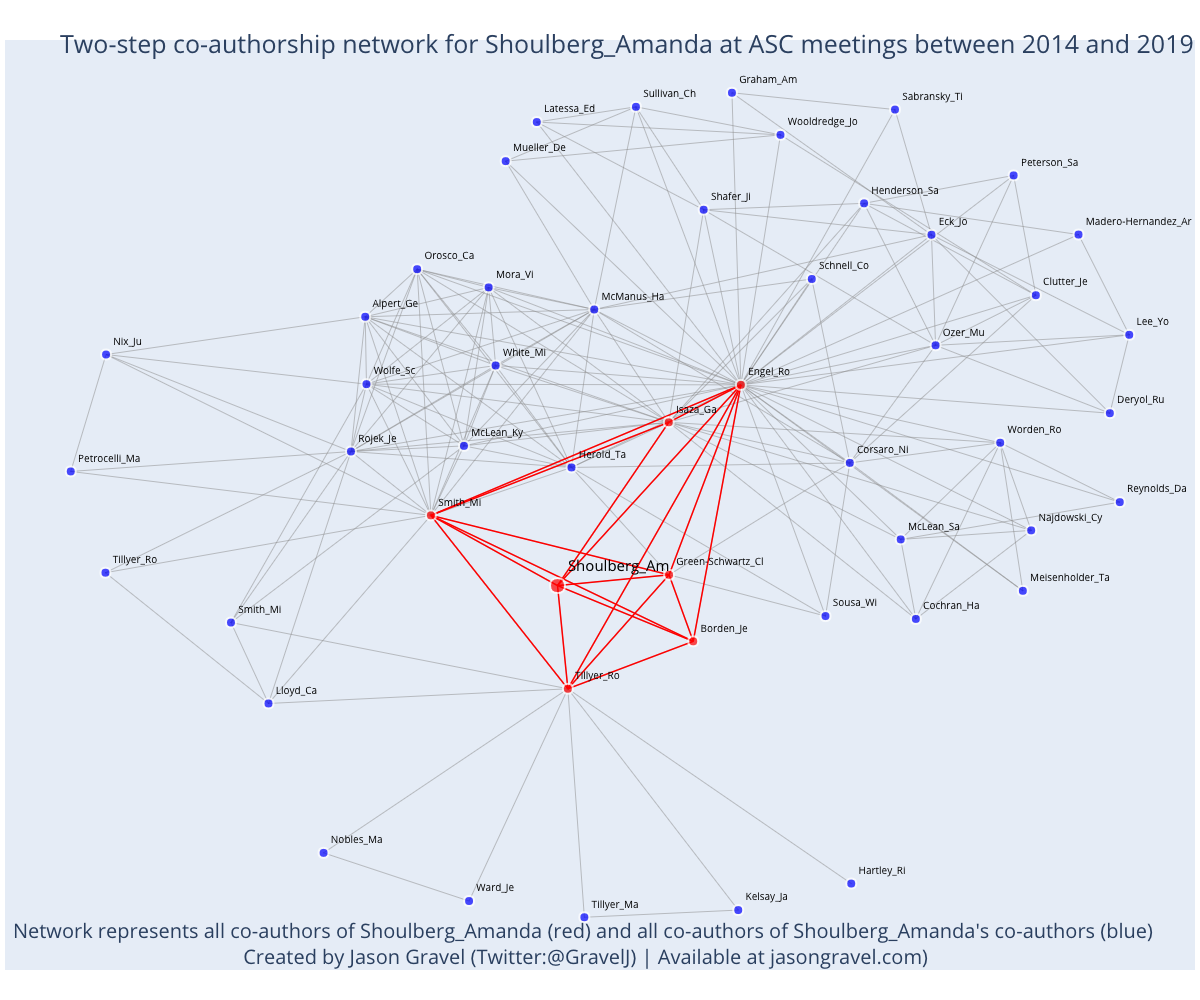 Two-step co-authorship network for Shoulberg_Amanda at ASC meetings between 2014 and 2019
Graham_Am
Sullivan_Ch
Sabransky_Ti
Latessa_Ed
Wooldredge_Jo
Mueller_De
Peterson_Sa
Henderson_Sa
Shafer_Ji
Eck_Jo
Madero-Hernandez_Ar
Orosco_Ca
Schnell_Co
Mora_Vi
Clutter_Je
McManus_Ha
Alpert_Ge
Lee_Yo
Ozer_Mu
Nix_Ju
White_Mi
Wolfe_Sc
Engel_Ro
Deryol_Ru
Isaza_Ga
Worden_Ro
McLean_Ky
Rojek_Je
Corsaro_Ni
Herold_Ta
Petrocelli_Ma
Reynolds_Da
Smith_Mi
Najdowski_Cy
McLean_Sa
Tillyer_Ro
Green-Schwartz_Cl
Shoulberg_Am
Meisenholder_Ta
Sousa_Wi
Cochran_Ha
Smith_Mi
Borden_Je
Tillyer_Ro
Lloyd_Ca
Nobles_Ma
Hartley_Ri
Ward_Je
Kelsay_Ja
Tillyer_Ma
Network represents all co-authors of Shoulberg_Amanda (red) and all co-authors of Shoulberg_Amanda's co-authors (blue)
Created by Jason Gravel (Twitter:@GravelJ) | Available at jasongravel.com)